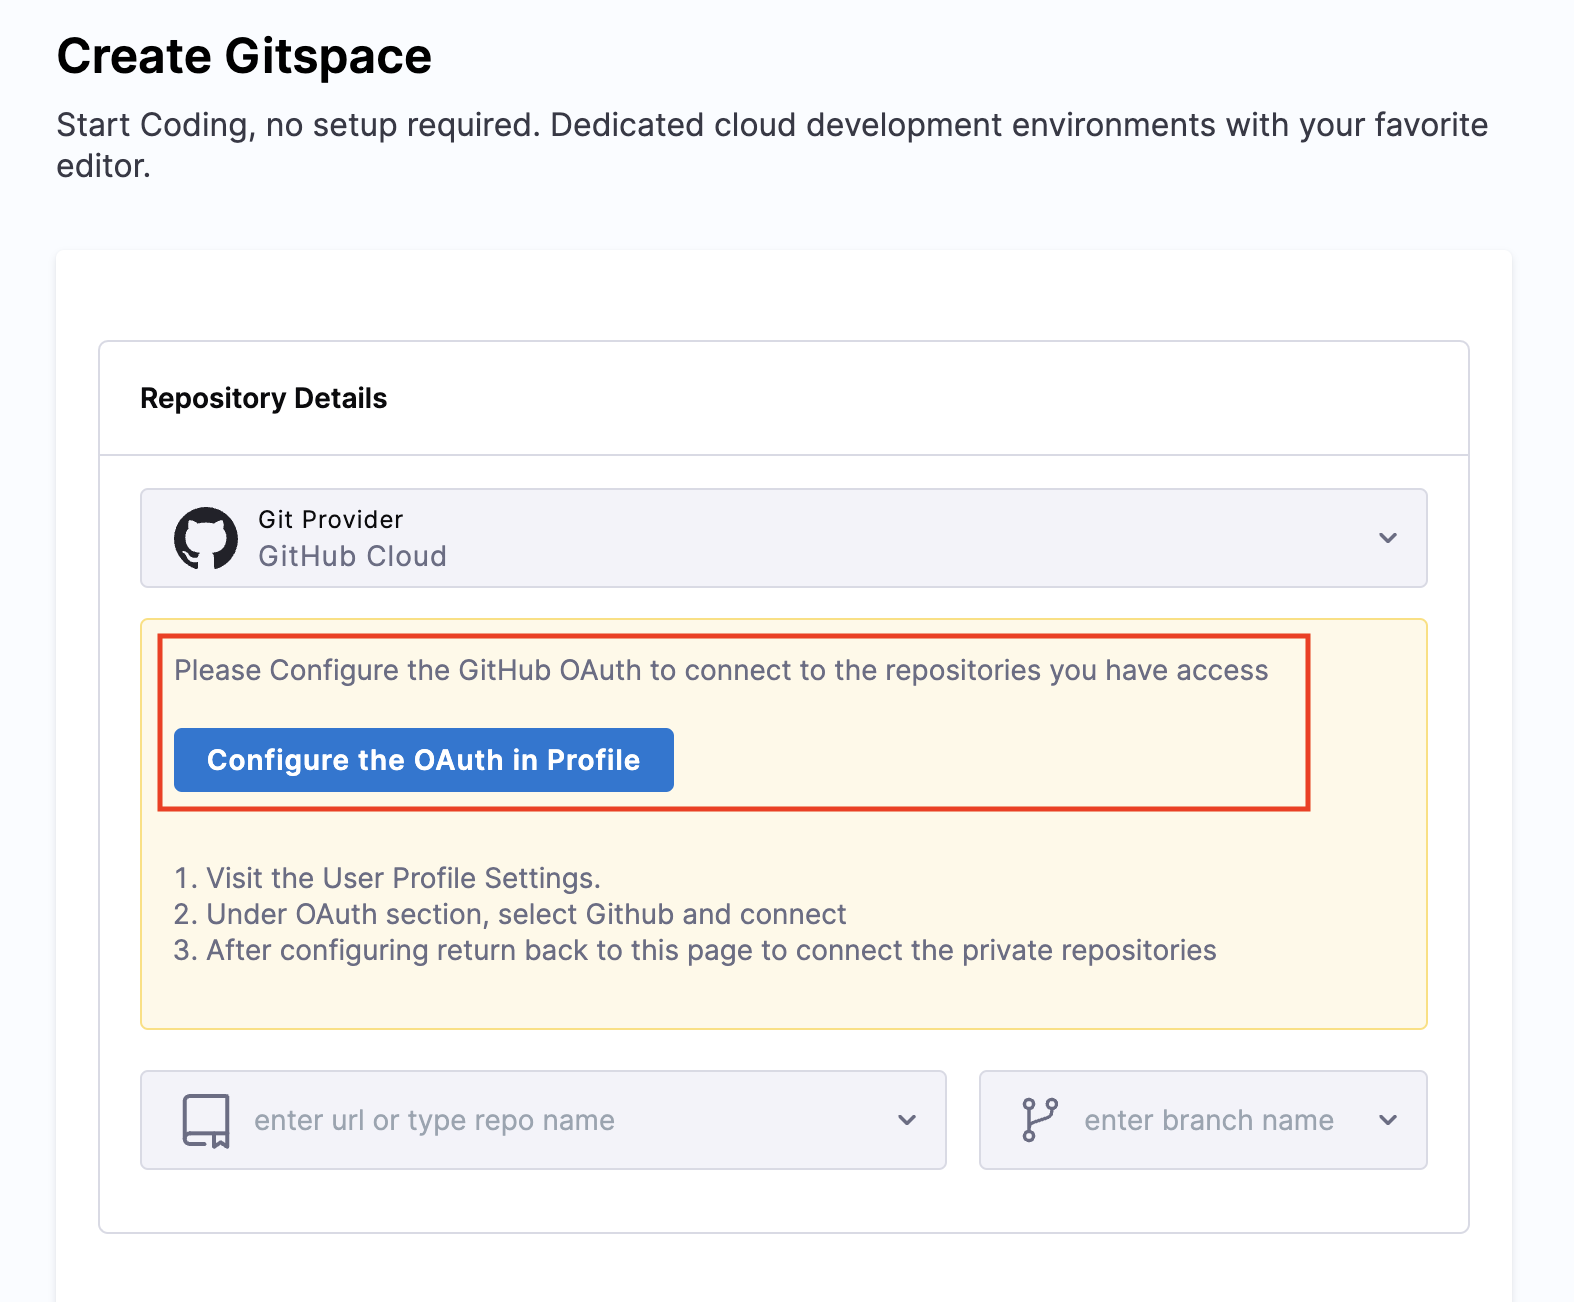 Create Gitspace
Start Coding, no setup required. Dedicated cloud development environments with your favorite
editor.
Repository Details
Git Provider
GitHub Cloud
Please Configure the GitHub OAuth to connect to the repositories you have access
Configure the OAuth in Profile
1. Visit the User Profile Settings.
2. Under OAuth section, select Github and connect
3. After configuring return back to this page to connect the private repositories
enter url or type repo name
enter branch name